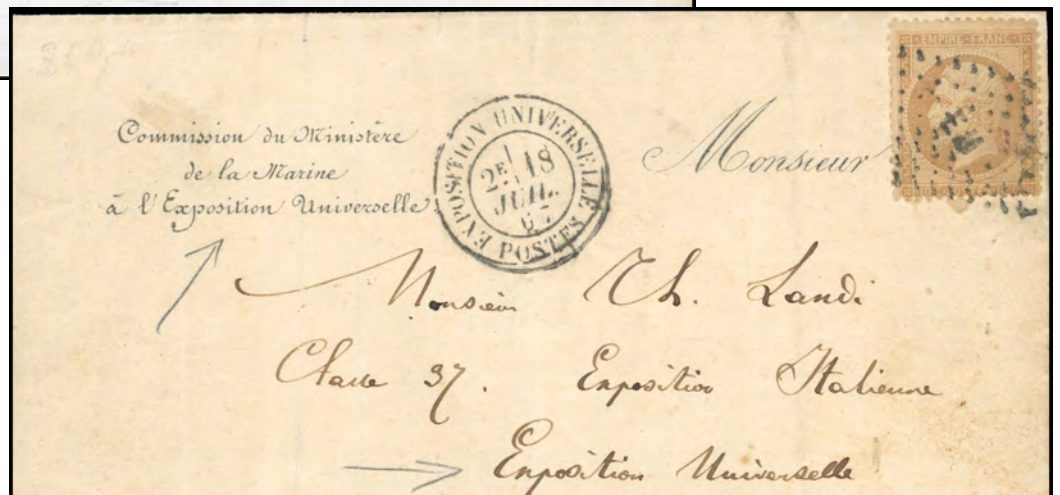 EMPIRE FRANC
Commission du Ministère
de la Marine
à l'Exposition Universelle
EXPOSITION UNIVERSELLE
2E 18
JUIL.
67
POSTES
Monsieur
Monsieur Th. Landi
Classe 37. Exposition Italienne
Exposition Universelle